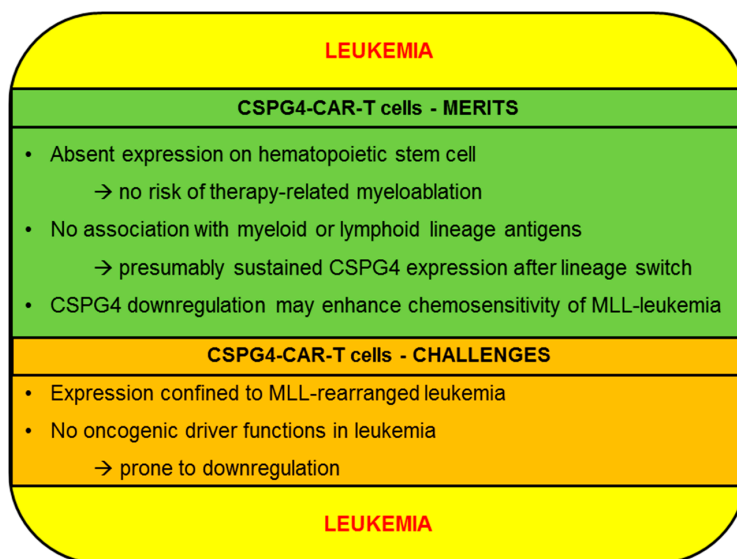 LEUKEMIA
CSPG4-CAR-T cells - MERITS
• Absent expression on hematopoietic stem cell
→ no risk of therapy-related myeloablation
• No association with myeloid or lymphoid lineage antigens
→ presumably sustained CSPG4 expression after lineage switch
• CSPG4 downregulation may enhance chemosensitivity of MLL-leukemia
CSPG4-CAR-T cells - CHALLENGES
• Expression confined to MLL-rearranged leukemia
• No oncogenic driver functions in leukemia
→ prone to downregulation
LEUKEMIA